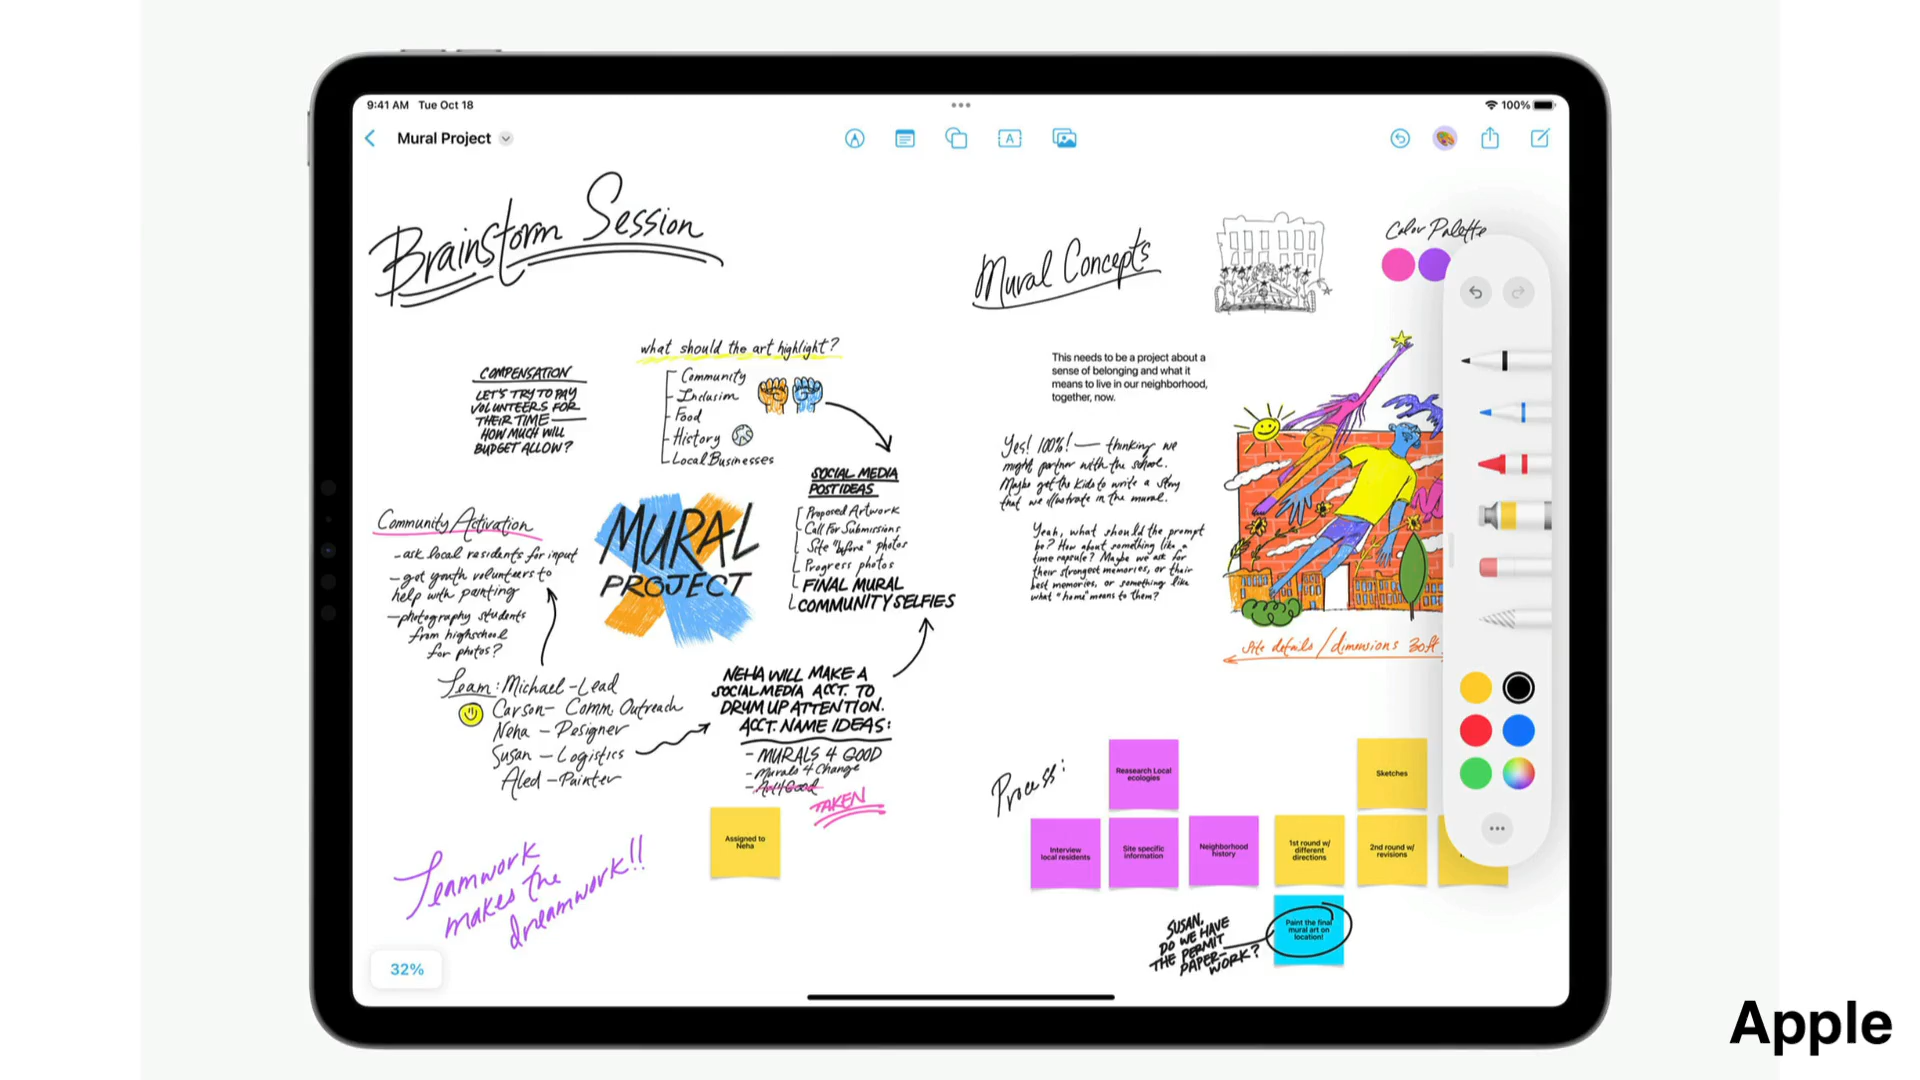 9:41 AM Tue Oct 18
100%
Mural Project
A
Brainstorm Session
COMPENSATION
LET'S TRY TO PAY
VOLUNTEERS FOR
THEIR TIME —
HOW MUCH WILL
BUDGET ALLOW?
what should the art highlight?
Community
Inclusion
Food
History
Local Businesses
SOCIAL MEDIA
POST IDEAS
Proposed Artwork
Call For Submissions
Site "before" photos
Progress photos
FINAL MURAL
COMMUNITY SELFIES
Community Activation
- ask local residents for input
- get youth volunteers to
help with painting
- photography students
from highschool
for photos?
MURAL
PROJECT
Team: Michael - Lead
Carson - Comm. Outreach
Neha - Designer
Susan - Logistics
Aled - Painter
NEHA WILL MAKE A
SOCIAL MEDIA ACCT. TO
DRUM UP ATTENTION.
ACCT. NAME IDEAS:
- MURALS 4 GOOD
- Murals 4 Change
- Art4Good
TAKEN
Assigned to
Neha
Teamwork
makes the
dreamwork!!
32%
Mural Concepts
Color Palette
This needs to be a project about a
sense of belonging and what it
means to live in our neighborhood,
together, now.
Yes! 100%! — thinking we
might partner with the school.
Maybe get the kids to write a story
that we illustrate in the mural.
Yeah, what should the prompt
be? How about something like a
time capsule? Maybe we ask for
their strongest memories, or their
best memories, or something like
what "home" means to them?
Site details / dimensions 30ft
Process:
Reasearch Local
ecologies
Sketches
Interview
local residents
Site specific
information
Neighborhood
history
1st round w/
different
directions
2nd round w/
revisions
Paint the final
mural art on
location!
SUSAN,
DO WE HAVE
THE PERMIT
PAPER-
WORK?
Apple